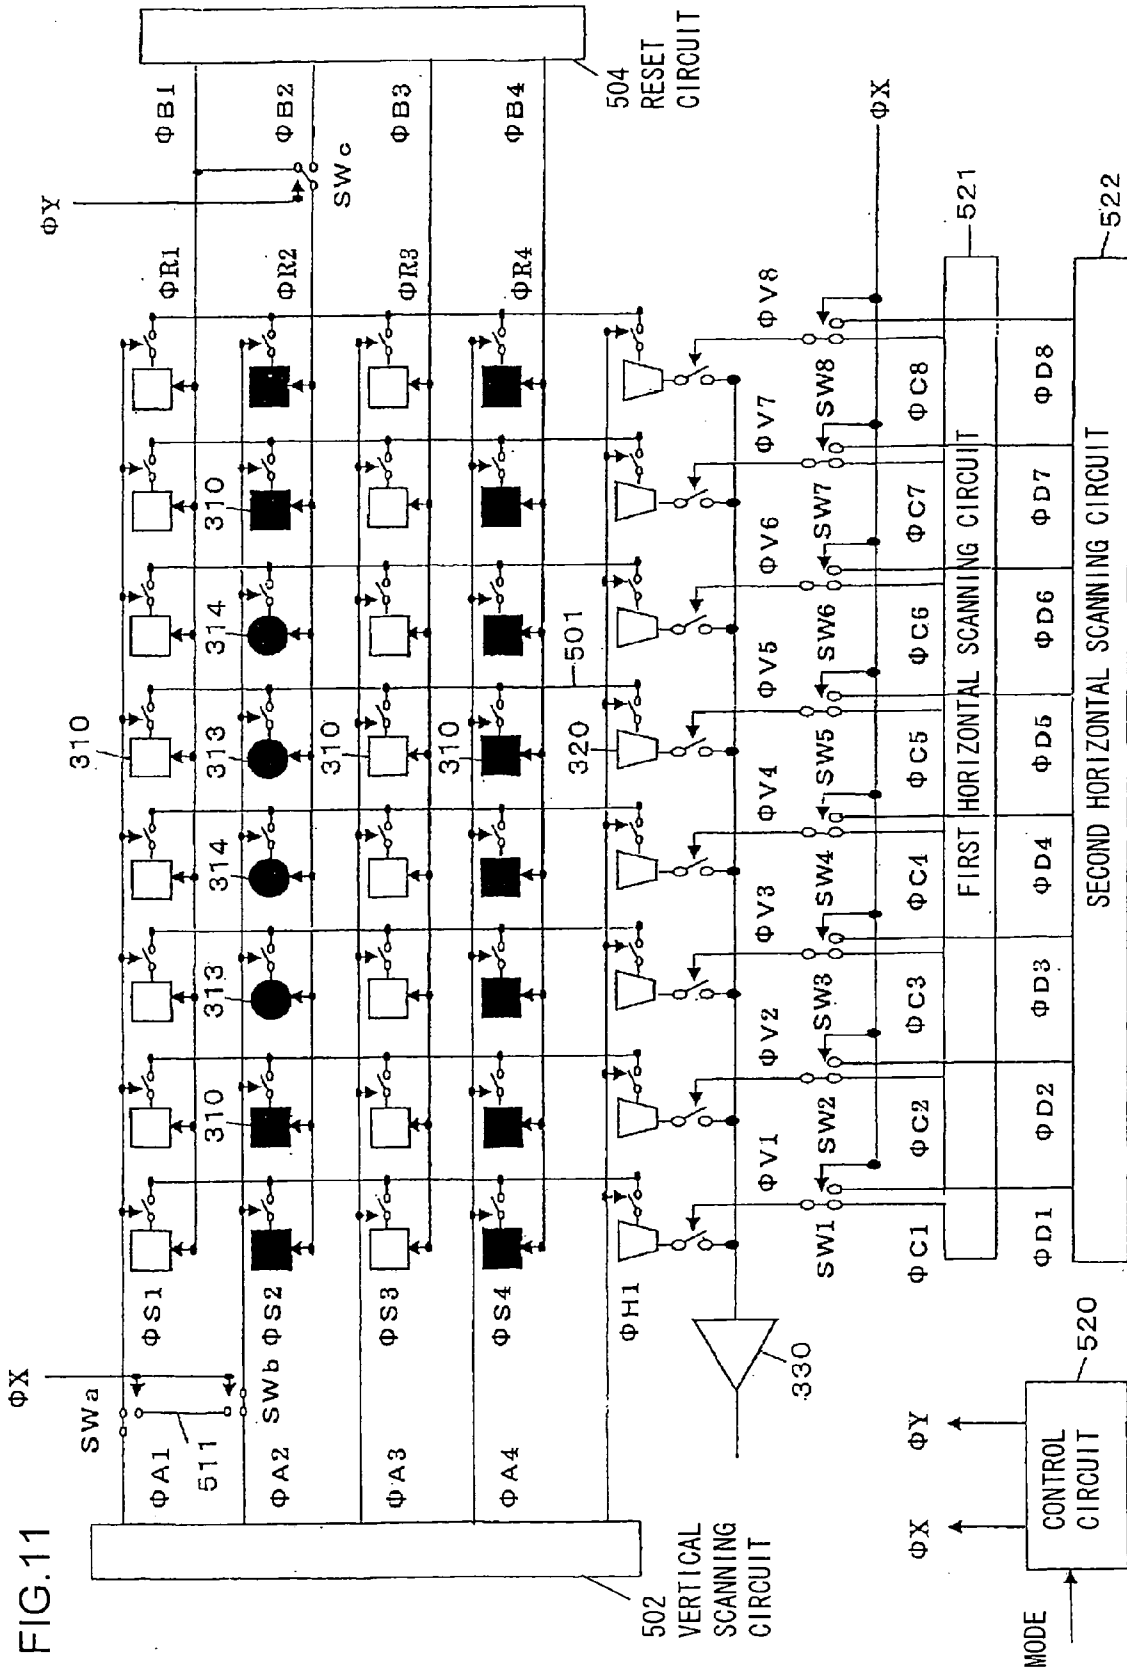 FIG.11
ΦX
SWa
SWb
511
ΦA1
ΦA2
ΦA3
ΦA4
ΦS1
ΦS2
ΦS3
ΦS4
ΦH1
502
VERTICAL
SCANNING
CIRCUIT
310
310
313
314
313
314
310
310
310
320
501
ΦR1
ΦR2
ΦR3
ΦR4
ΦY
SWc
ΦB1
ΦB2
ΦB3
ΦB4
504
RESET
CIRCUIT
330
ΦV1
ΦV2
ΦV3
ΦV4
ΦV5
ΦV6
ΦV7
ΦV8
SW1
SW2
SW3
SW4
SW5
SW6
SW7
SW8
ΦX
ΦC1
ΦC2
ΦC3
ΦC4
ΦC5
ΦC6
ΦC7
ΦC8
FIRST HORIZONTAL SCANNING CIRCUIT
521
ΦD1
ΦD2
ΦD3
ΦD4
ΦD5
ΦD6
ΦD7
ΦD8
SECOND HORIZONTAL SCANNING CIRCUIT
522
ΦX
ΦY
CONTROL
CIRCUIT
520
MODE